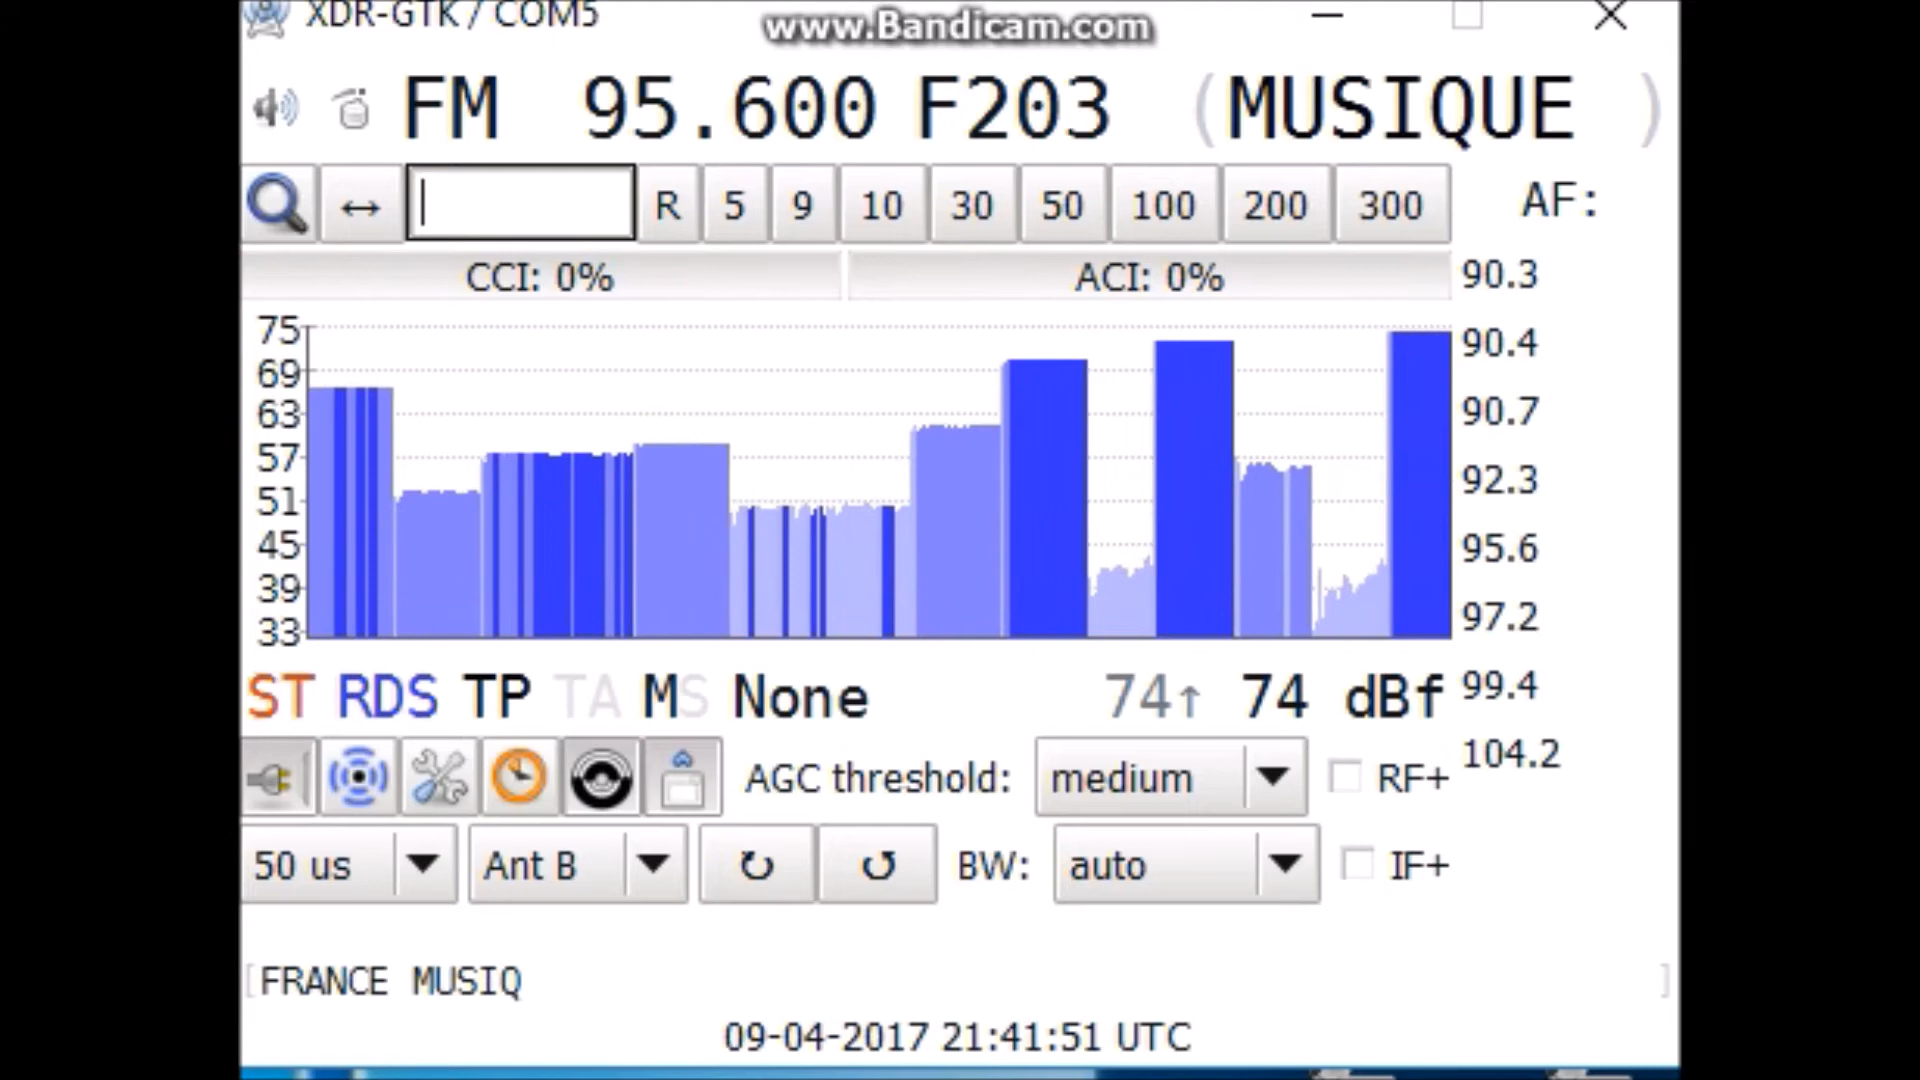 XDR-GTK / COM5
www.Bandicam.com
FM 95.600 F203 (MUSIQUE )
R 5 9 10 30 50 100 200 300
AF:
CCI: 0% ACI: 0%
90.3
90.4
90.7
92.3
95.6
97.2
99.4
104.2
75
69
63
57
51
45
39
33
ST RDS TP TA MS None 74↑ 74 dBf
AGC threshold: medium RF+
50 us Ant B ↻ ↺ BW: auto IF+
[FRANCE MUSIQ ]
09-04-2017 21:41:51 UTC